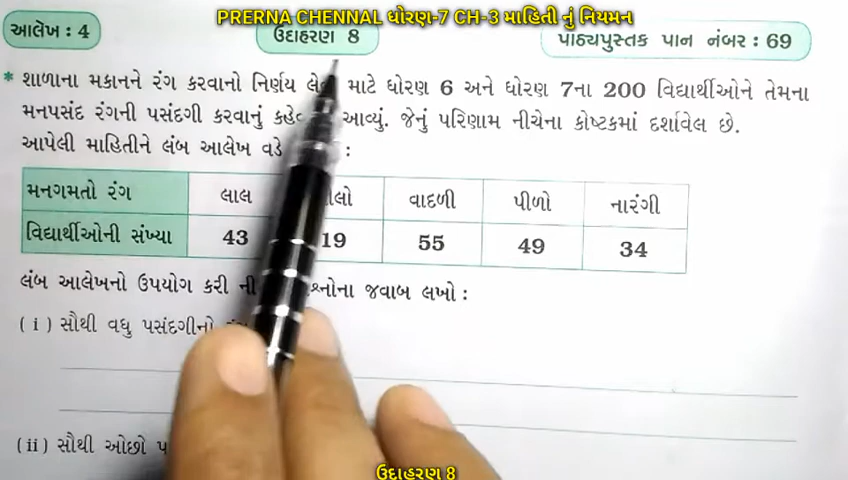 PRERNA CHENNAL ધોરણ-7 CH-3 માહિતી નું નિયમન
આલેખ : 4
ઉદાહરણ 8
પાઠ્યપુસ્તક પાન નંબર : 69
* શાળાના મકાનને રંગ કરવાનો નિર્ણય માટે ધોરણ 6 અને ધોરણ 7ના 200 વિદ્યાર્થીઓને તેમના
મનપસંદ રંગની પસંદગી કરવાનું આવ્યું. જેનું પરિણામ નીચેના કોષ્ટકમાં દર્શાવેલ છે.
આપેલી માહિતીને લંબ આલેખ વડે :
મનગમતો રંગ લાલ વાદળી પીળો નારંગી
વિદ્યાર્થીઓની સંખ્યા 43 19 55 49 34
લંબ આલેખનો ઉપયોગ કરી જવાબ લખો :
( i ) સૌથી વધુ પસંદગીનો
(ii) સૌથી ઓછો
ઉદાહરણ 8